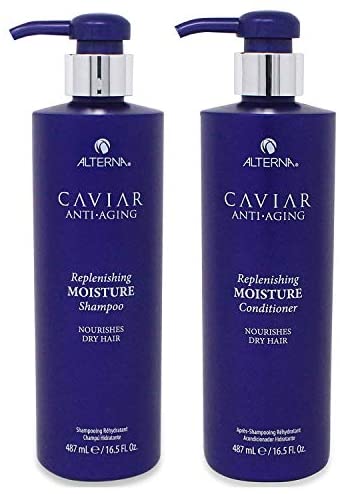 ALTERNA®
CAVIAR
ANTI·AGING
Replenishing
MOISTURE
Shampoo
NOURISHES
DRY HAIR
Shampooing Réhydratant
Champú Hidratante
487 mL ℮ / 16.5 Fl. Oz.
ALTERNA®
CAVIAR
ANTI·AGING
Replenishing
MOISTURE
Conditioner
NOURISHES
DRY HAIR
Après-Shampooing Réhydratant
Acondicionador Hidratante
487 mL ℮ / 16.5 Fl. Oz.